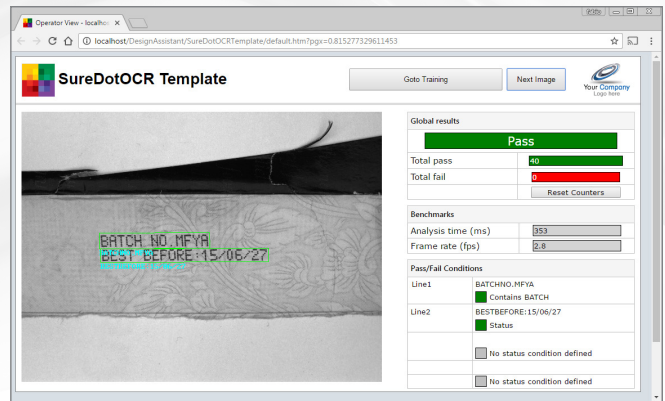 Operator View - localho
localhost/DesignAssistant/SureDotOCRTemplate/default.htm?pgx=0.815277329611453
SureDotOCR Template
Goto Training
Next Image
Your Company
Logo here
BATCH NO.MFYA
BEST BEFORE:15/06/27
Global results
Pass
Total pass 40
Total fail 0
Reset Counters
Benchmarks
Analysis time (ms) 353
Frame rate (fps) 2.8
Pass/Fail Conditions
Line1 BATCHNO.MFYA
Contains BATCH
Line2 BESTBEFORE:15/06/27
Status
No status condition defined
No status condition defined